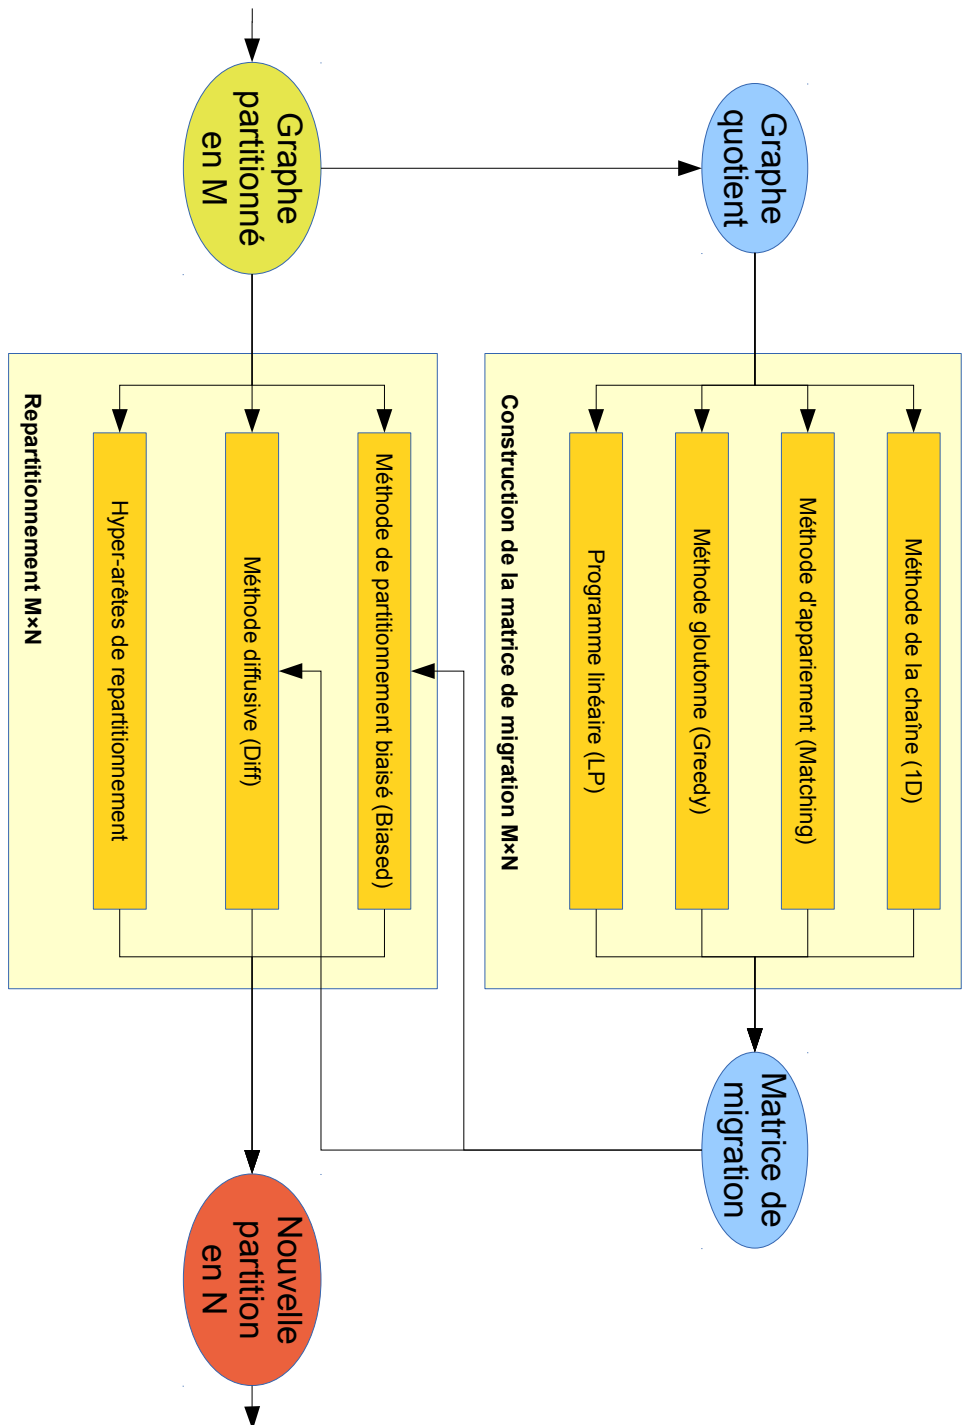 Graphe
quotient
Construction de la matrice de migration M×N
Méthode de la chaîne (1D)
Méthode d'appariement (Matching)
Méthode gloutonne (Greedy)
Programme linéaire (LP)
Matrice de
migration
Graphe
partitionné
en M
Méthode de partitionnement biaisé (Biased)
Méthode diffusive (Diff)
Hyper-arêtes de repartitionnement
Repartitionnement M×N
Nouvelle
partition
en N